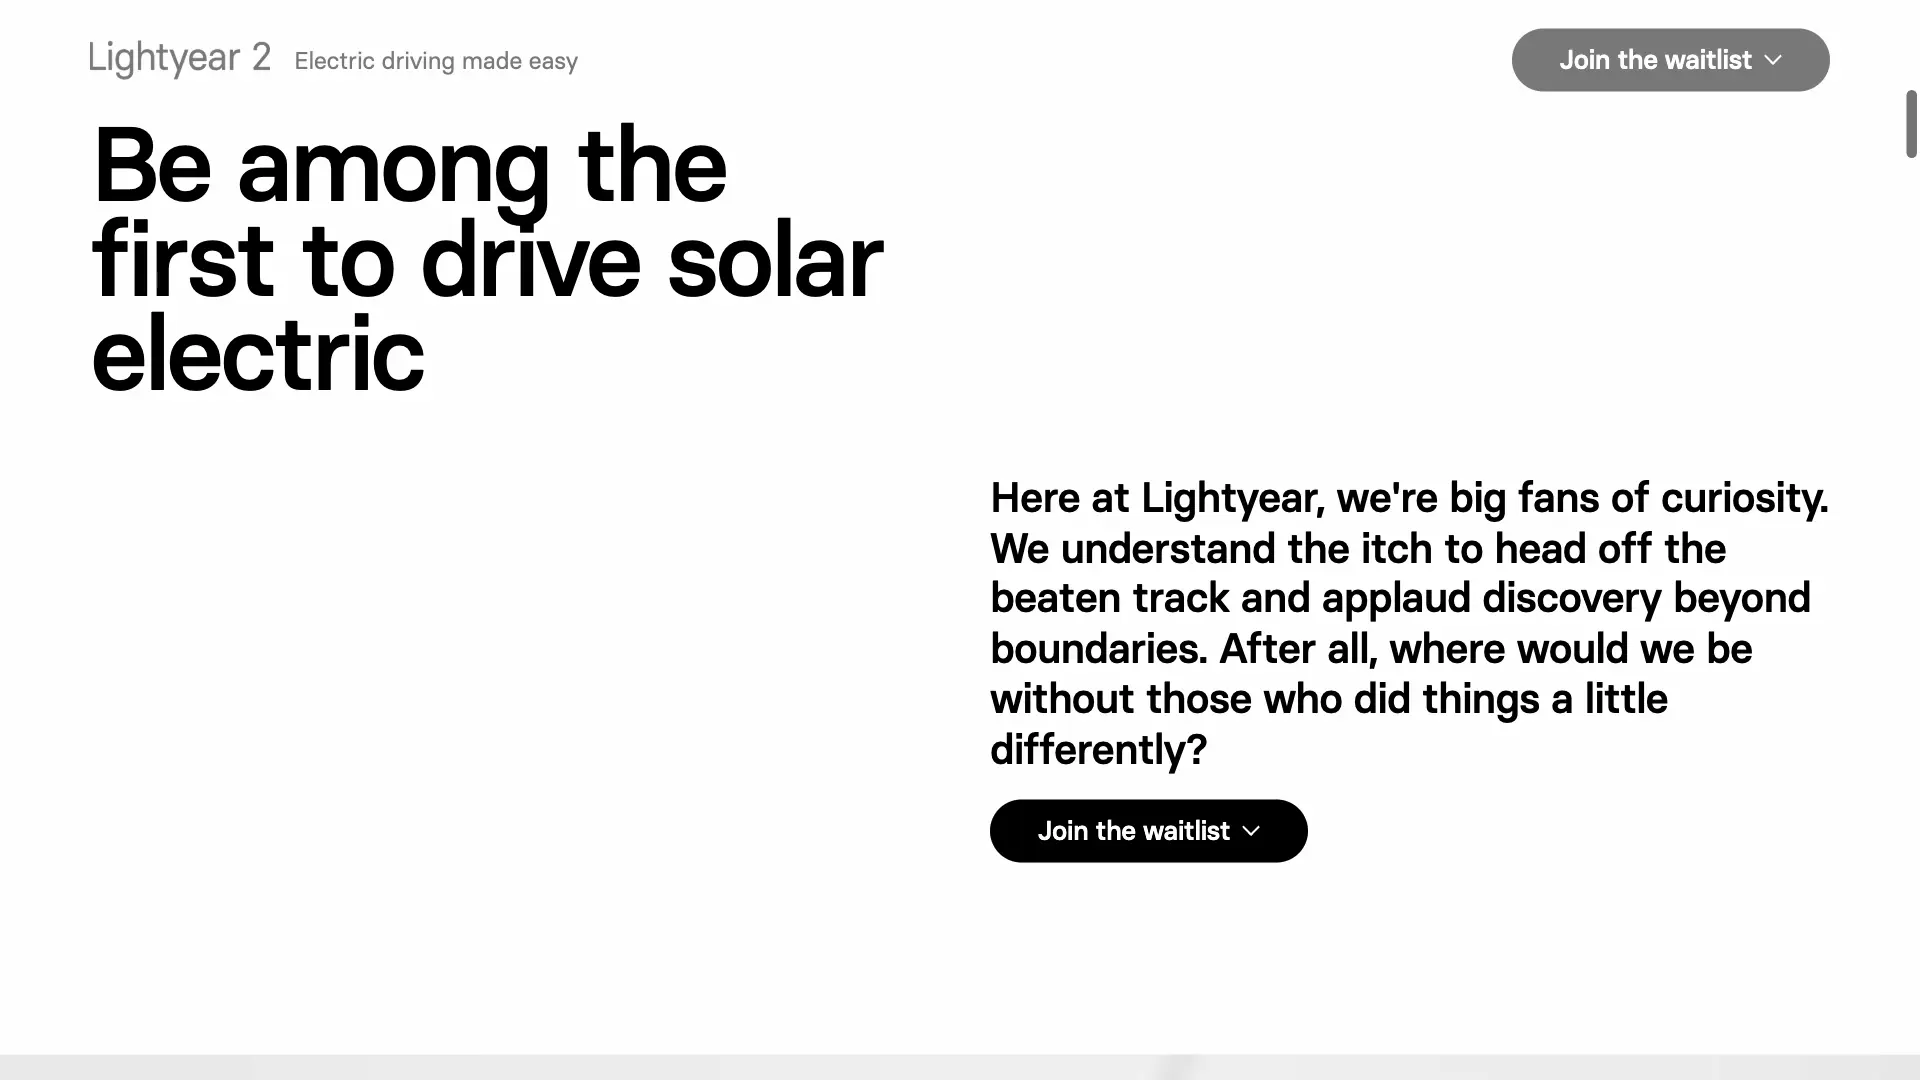 Lightyear 2 Electric driving made easy
Join the waitlist
Be among the
first to drive solar
electric
Here at Lightyear, we're big fans of curiosity.
We understand the itch to head off the
beaten track and applaud discovery beyond
boundaries. After all, where would we be
without those who did things a little
differently?
Join the waitlist